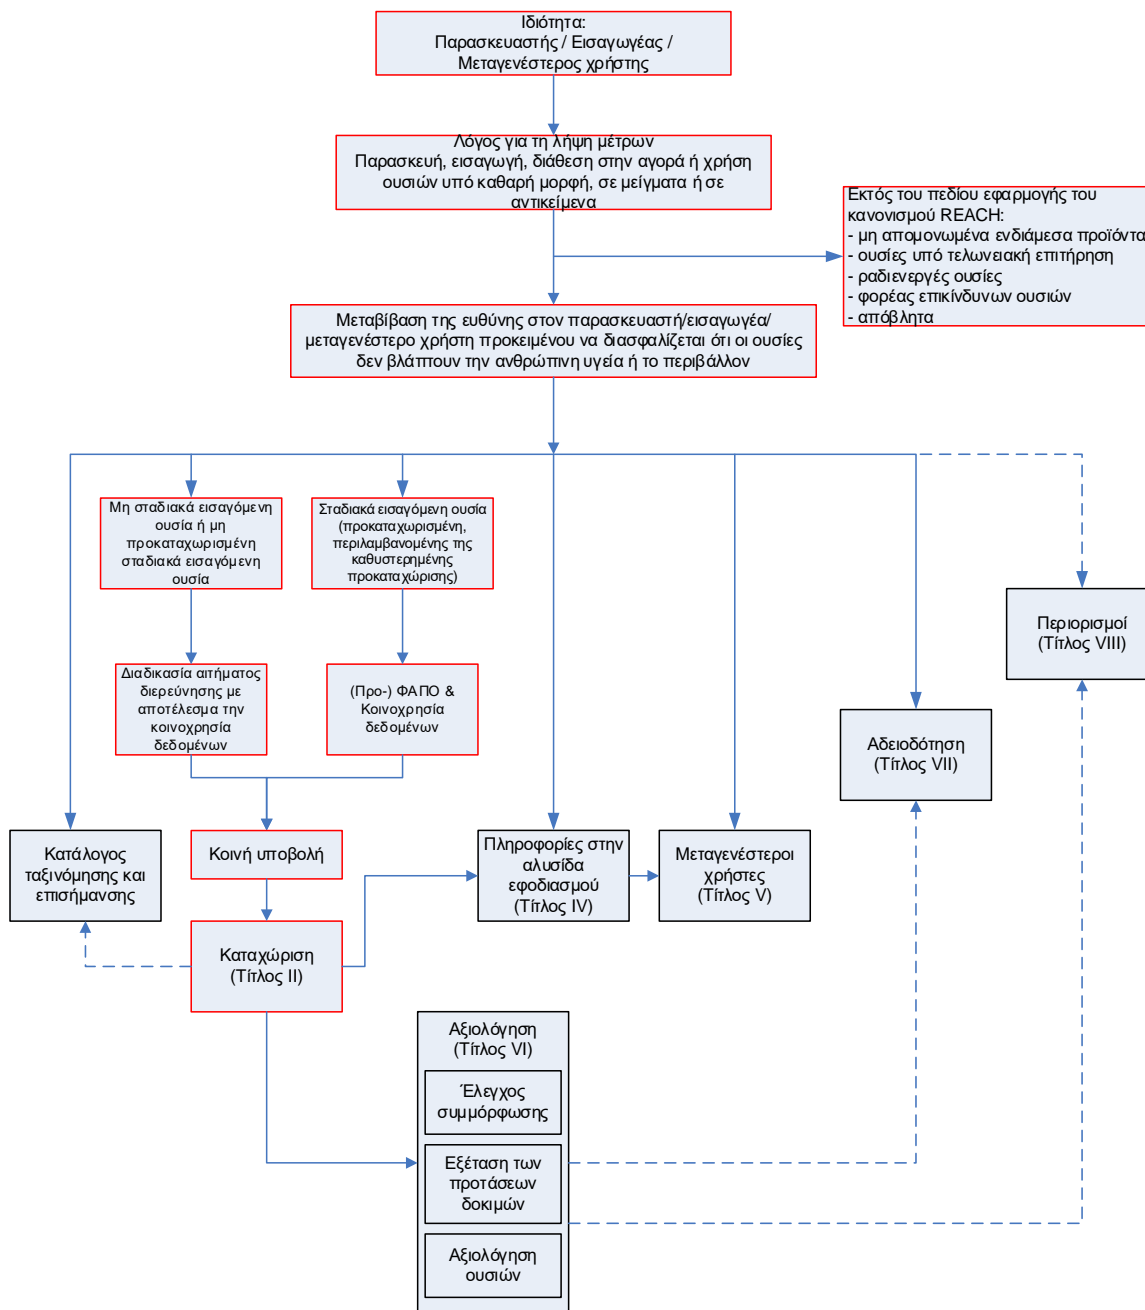 Ιδιότητα:
Παρασκευαστής / Εισαγωγέας /
Μεταγενέστερος χρήστης
Λόγος για τη λήψη μέτρων
Παρασκευή, εισαγωγή, διάθεση στην αγορά ή χρήση
ουσιών υπό καθαρή μορφή, σε μείγματα ή σε
αντικείμενα
Εκτός του πεδίου εφαρμογής του
κανονισμού REACH:
- μη απομονωμένα ενδιάμεσα προϊόντα
- ουσίες υπό τελωνειακή επιτήρηση
- ραδιενεργές ουσίες
- φορέας επικίνδυνων ουσιών
- απόβλητα
Μεταβίβαση της ευθύνης στον παρασκευαστή/εισαγωγέα/
μεταγενέστερο χρήστη προκειμένου να διασφαλίζεται ότι οι ουσίες
δεν βλάπτουν την ανθρώπινη υγεία ή το περιβάλλον
Μη σταδιακά εισαγόμενη
ουσία ή μη
προκαταχωρισμένη
σταδιακά εισαγόμενη
ουσία
Σταδιακά εισαγόμενη ουσία
(προκαταχωρισμένη,
περιλαμβανομένης της
καθυστερημένης
προκαταχώρισης)
Περιορισμοί
(Τίτλος VIII)
Διαδικασία αιτήματος
διερεύνησης με
αποτέλεσμα την
κοινοχρησία
δεδομένων
(Προ-) ΦΑΠΟ &
Κοινοχρησία
δεδομένων
Αδειοδότηση
(Τίτλος VII)
Κατάλογος
ταξινόμησης και
επισήμανσης
Κοινή υποβολή
Πληροφορίες στην
αλυσίδα
εφοδιασμού
(Τίτλος IV)
Μεταγενέστεροι
χρήστες
(Τίτλος V)
Καταχώριση
(Τίτλος II)
Αξιολόγηση
(Τίτλος VI)
Έλεγχος
συμμόρφωσης
Εξέταση των
προτάσεων
δοκιμών
Αξιολόγηση
ουσιών